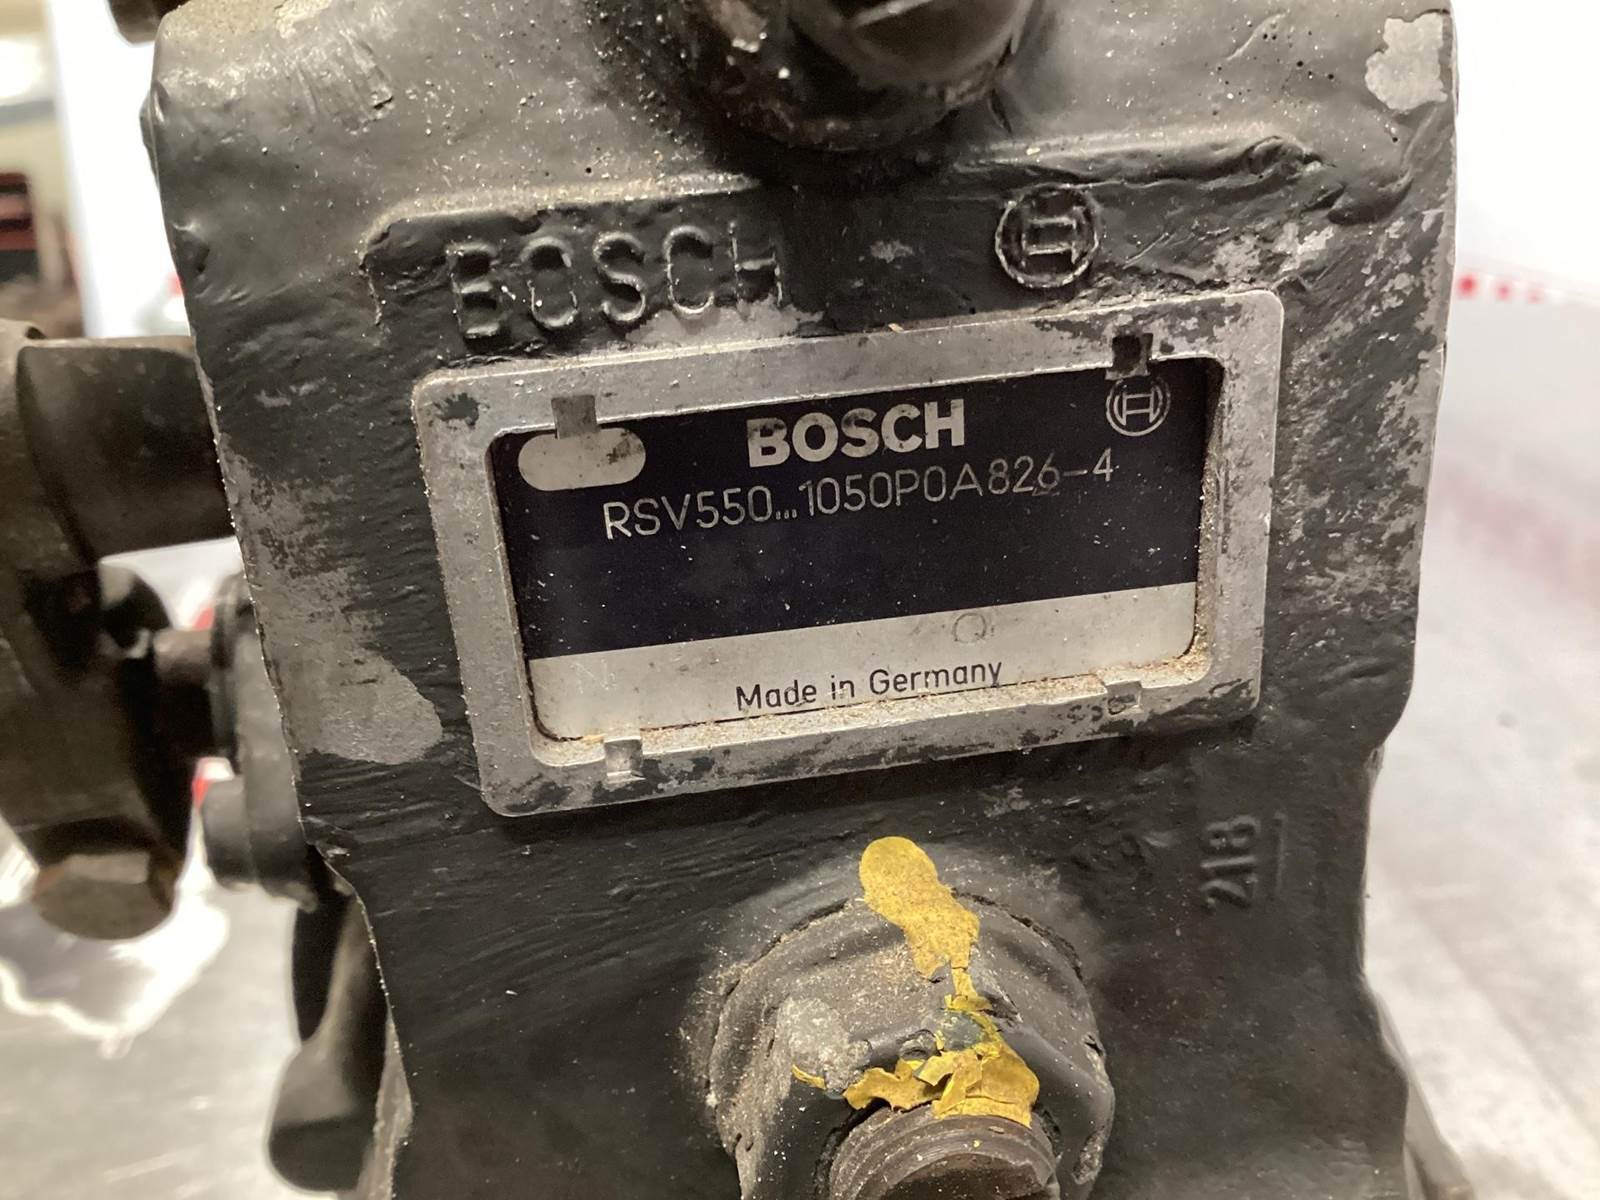 BOSCH
BOSCH
RSV550...1050P0A826-4
Made in Germany
218